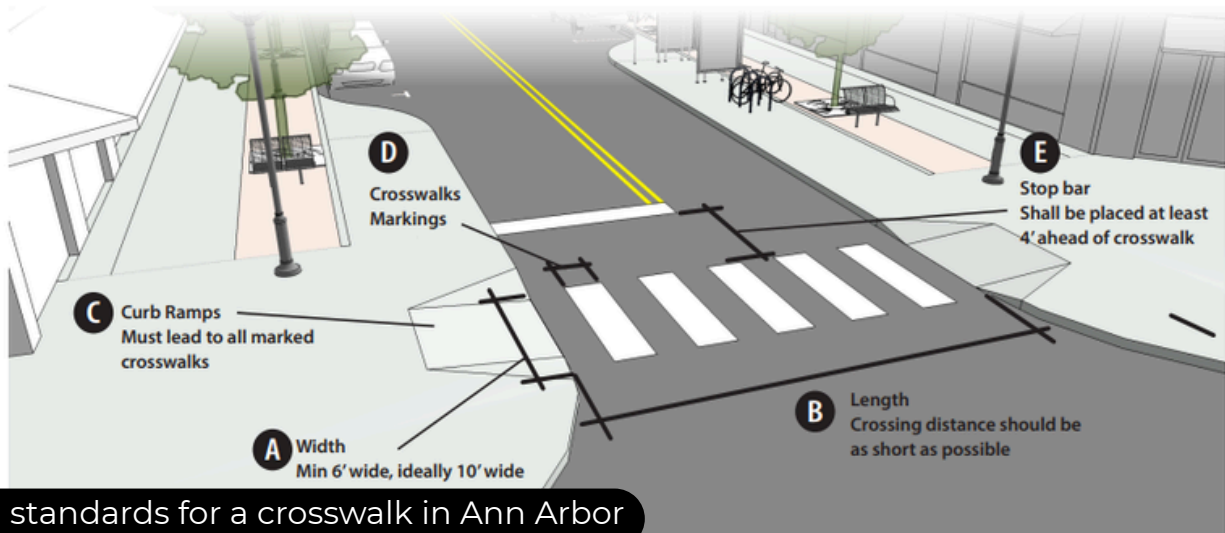 D
Crosswalks
Markings
E
Stop bar
Shall be placed at least
4' ahead of crosswalk
C
Curb Ramps
Must lead to all marked
crosswalks
B
Length
Crossing distance should be
as short as possible
A
Width
Min 6' wide, ideally 10' wide
standards for a crosswalk in Ann Arbor